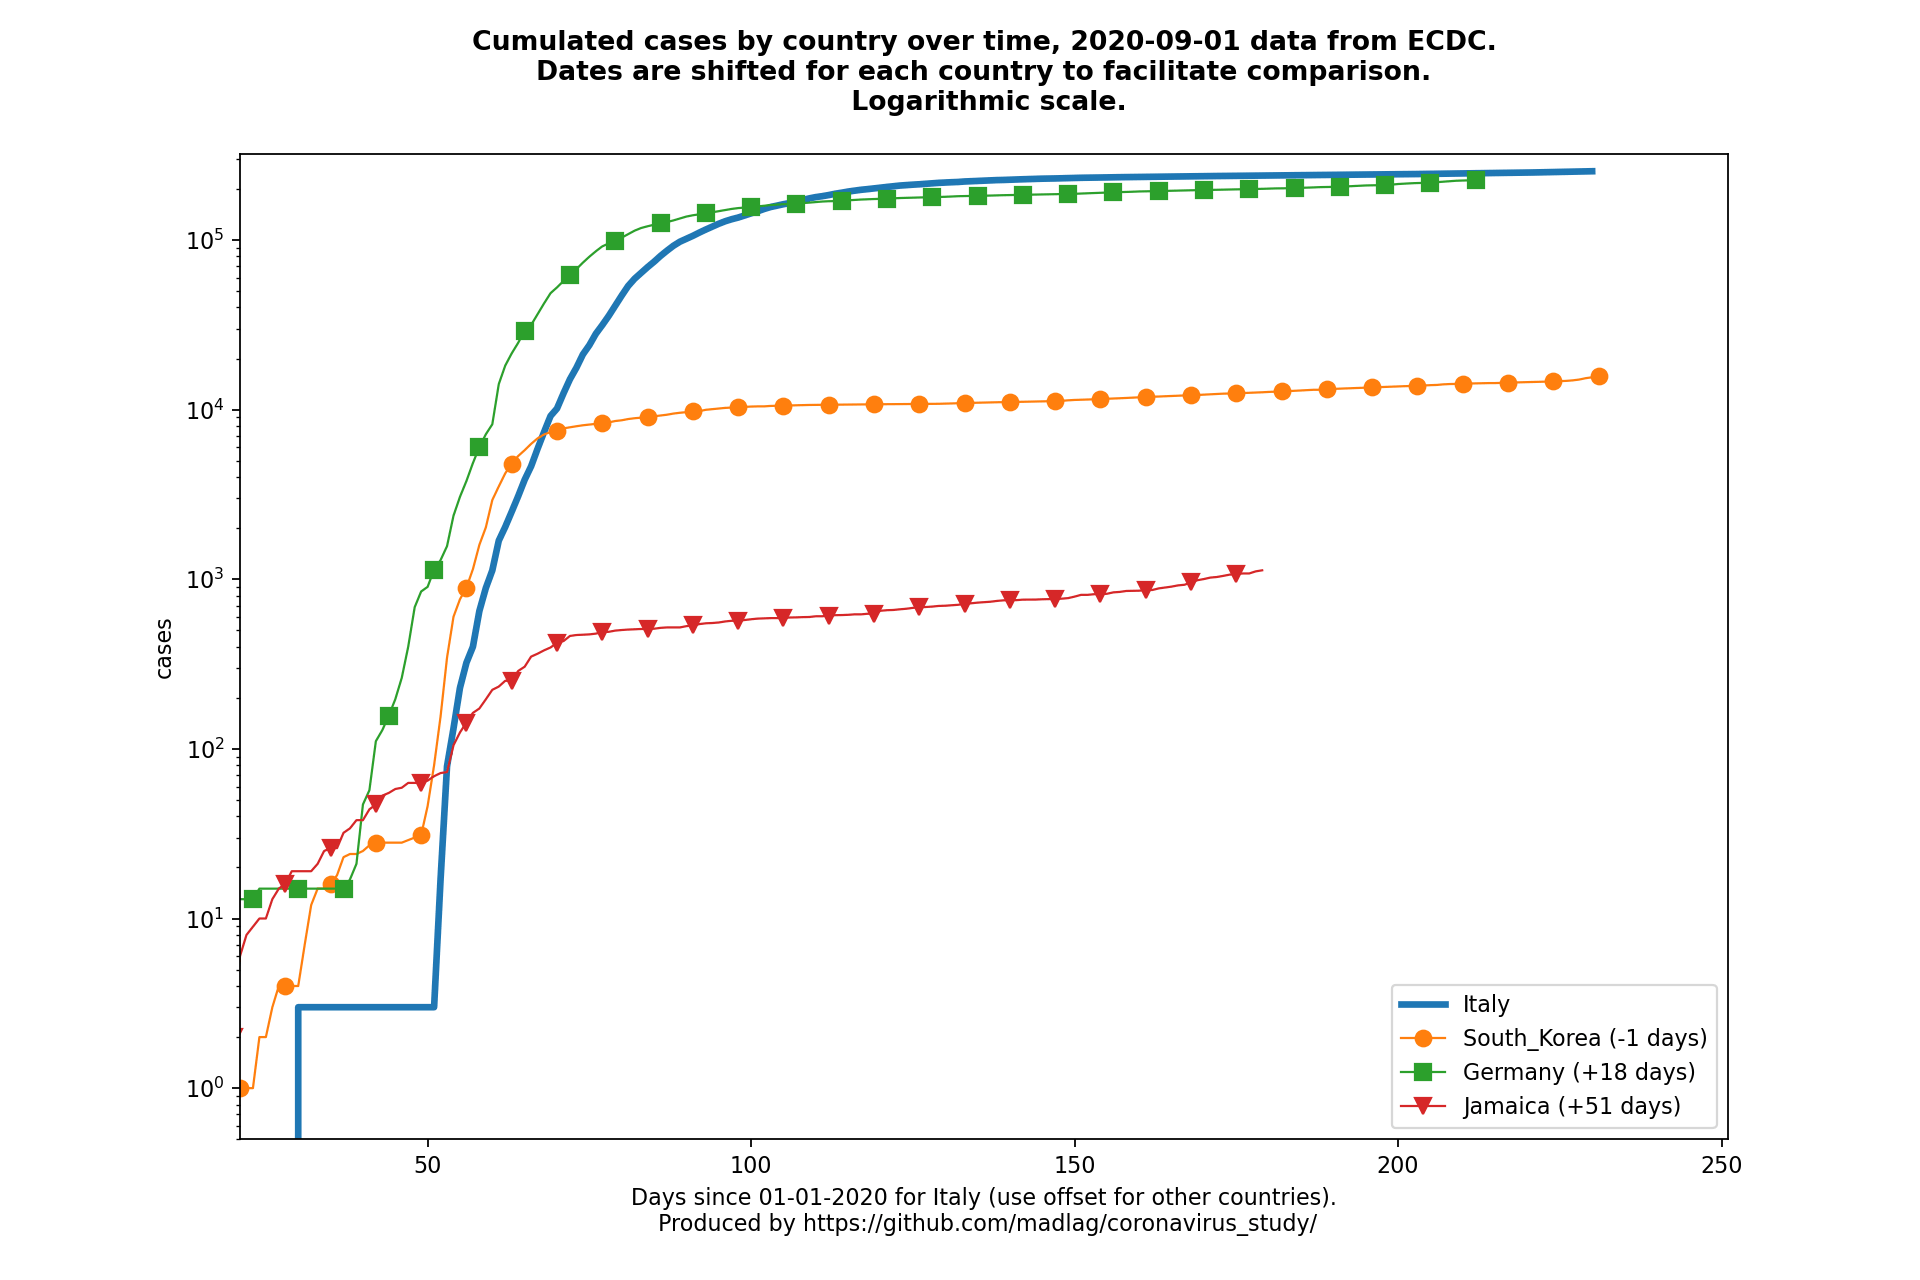 Cumulated cases by country over time, 2020-09-01 data from ECDC.
Dates are shifted for each country to facilitate comparison.
Logarithmic scale.
10^5
10^4
10^3
10^2
10^1
10^0
cases
50
100
150
200
250
Italy
South_Korea (-1 days)
Germany (+18 days)
Jamaica (+51 days)
Days since 01-01-2020 for Italy (use offset for other countries).
Produced by https://github.com/madlag/coronavirus_study/